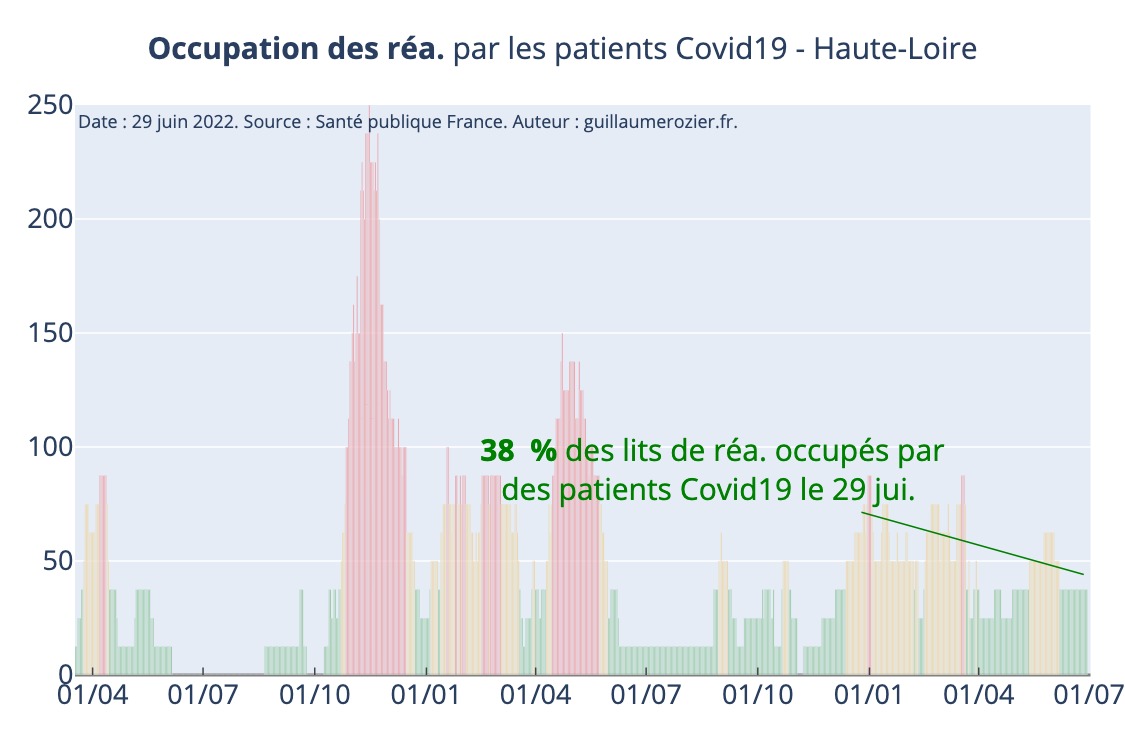 Occupation des réa. par les patients Covid19 - Haute-Loire
250
Date : 29 juin 2022. Source : Santé publique France. Auteur : guillaumerozier.fr.
200
150
100
38 % des lits de réa. occupés par
des patients Covid19 le 29 jui.
50
0
01/04 01/07 01/10 01/01 01/04 01/07 01/10 01/01 01/04 01/07